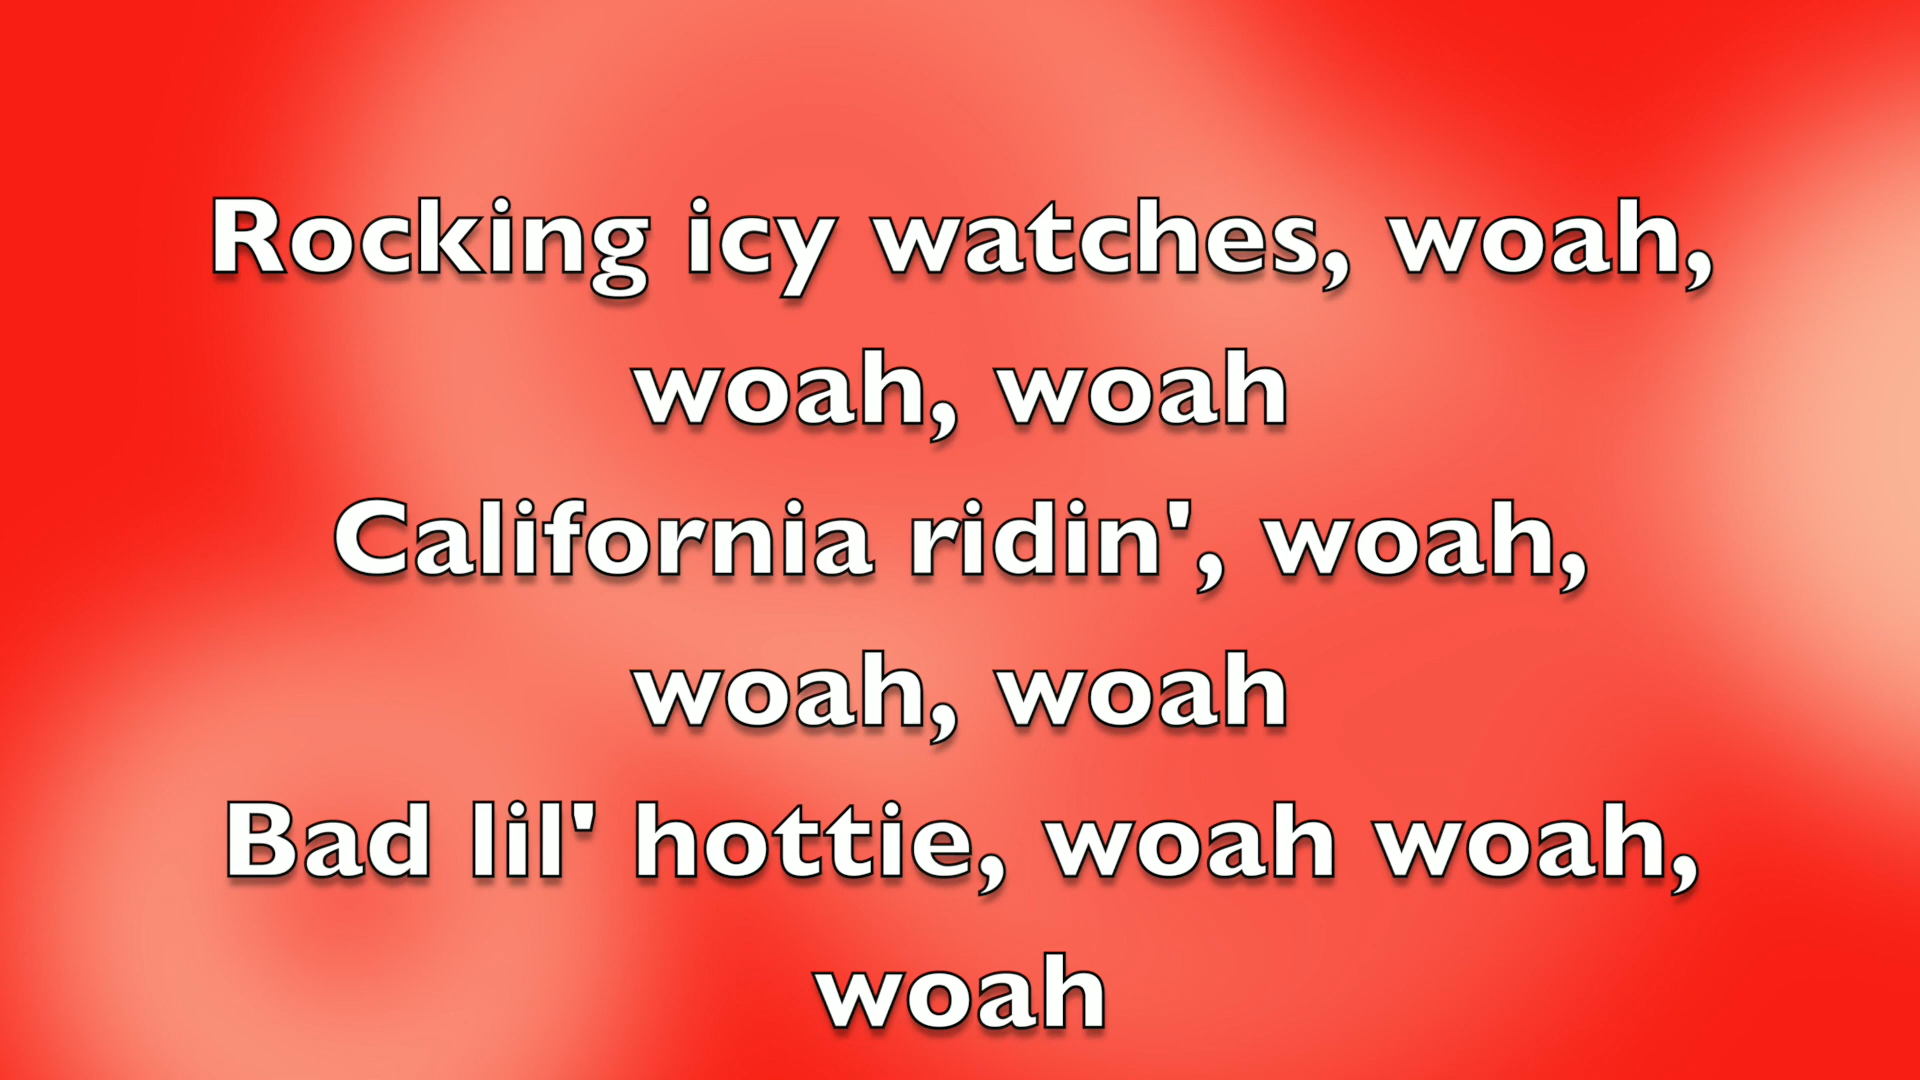 Rocking icy watches, woah,
woah, woah
California ridin', woah,
woah, woah
Bad lil' hottie, woah woah,
woah